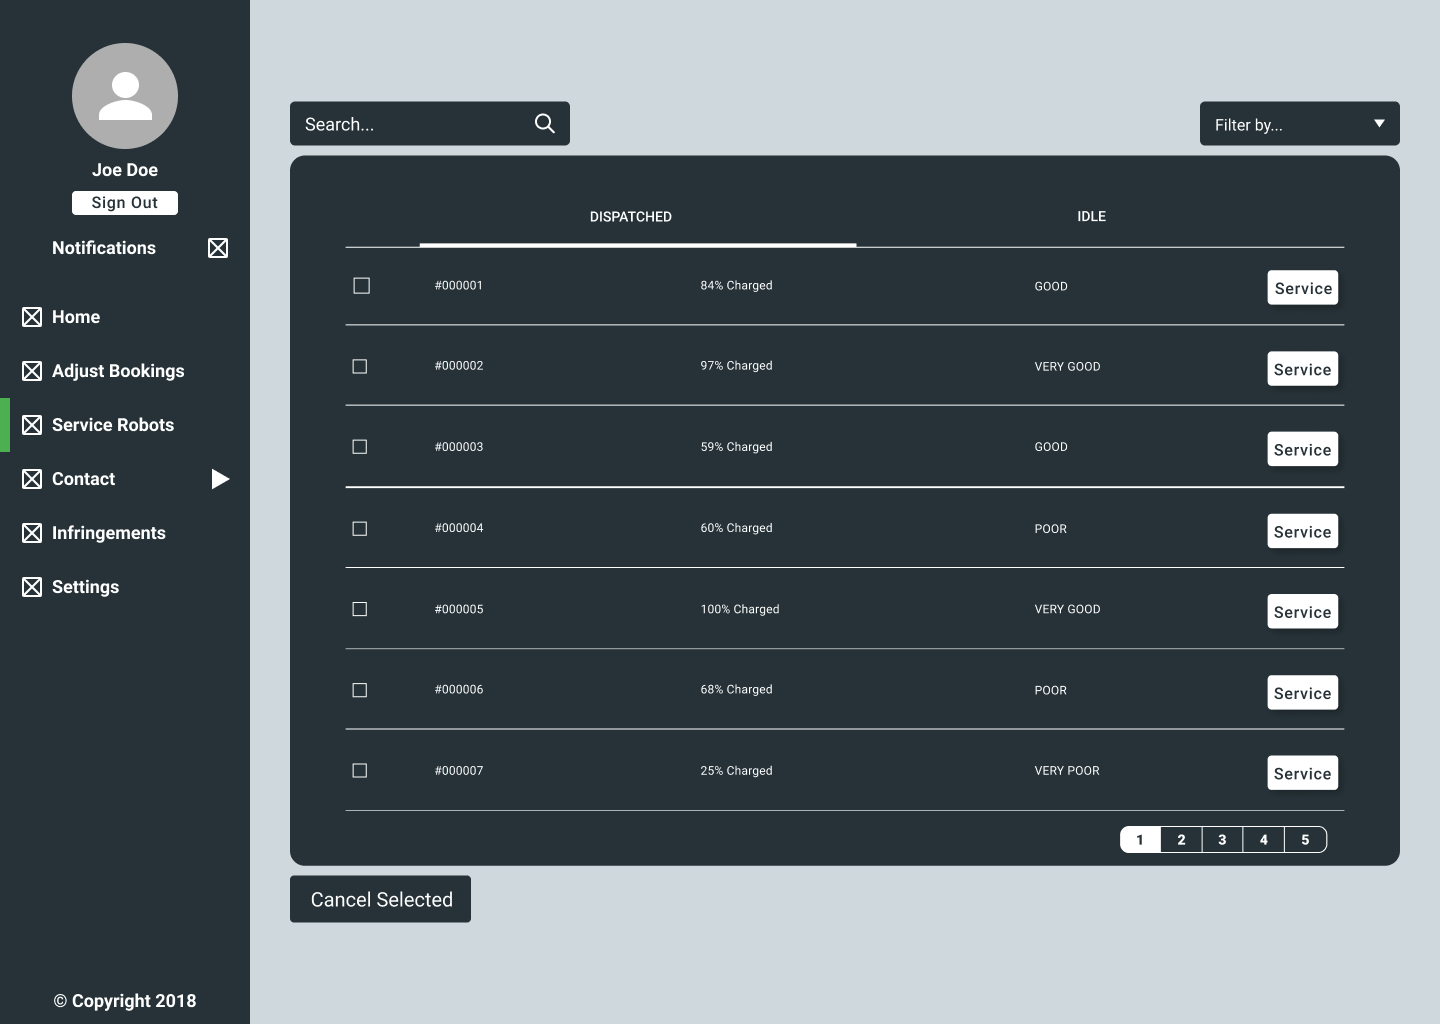 Joe Doe
Sign Out
Notifications
Home
Adjust Bookings
Service Robots
Contact
Infringements
Settings
© Copyright 2018
Search...
Filter by...
DISPATCHED IDLE
#000001 84% Charged GOOD Service
#000002 97% Charged VERY GOOD Service
#000003 59% Charged GOOD Service
#000004 60% Charged POOR Service
#000005 100% Charged VERY GOOD Service
#000006 68% Charged POOR Service
#000007 25% Charged VERY POOR Service
1 2 3 4 5
Cancel Selected